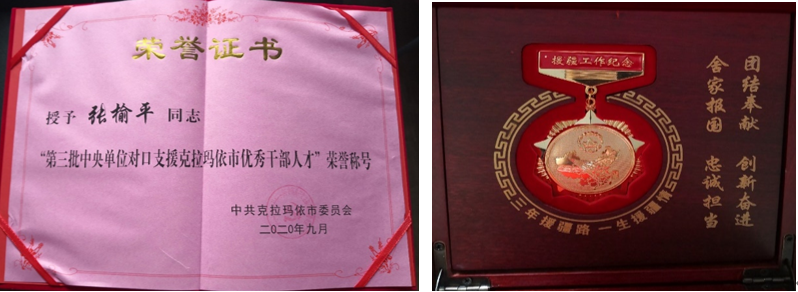 荣誉证书
授予 张榆平 同志
“第三批中央单位对口支援克拉玛依市优秀干部人才”荣誉称号
中共克拉玛依市委员会
二〇二〇年九月
援疆工作纪念
团结奉献 创新奋进
舍家报国 忠诚担当
三年援疆路 一生援疆情